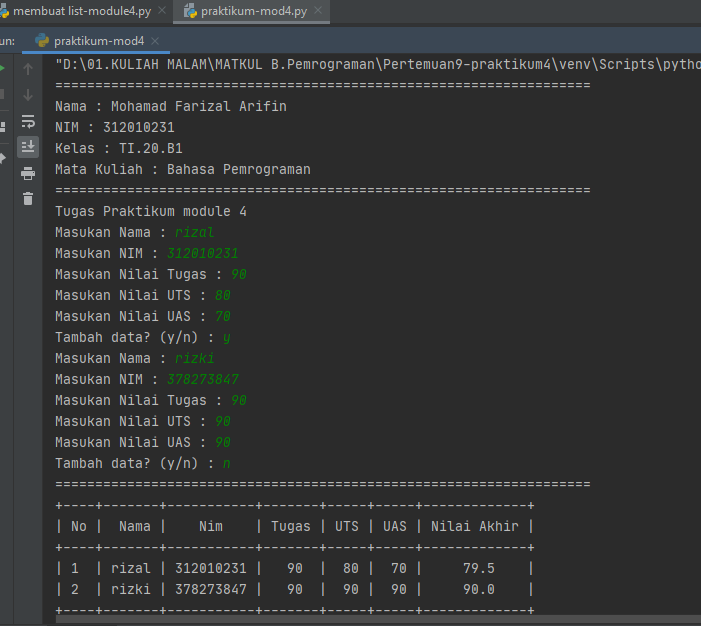 membuat list-module4.py × praktikum-mod4.py ×
un: praktikum-mod4 ×
"D:\01.KULIAH MALAM\MATKUL B.Pemrograman\Pertemuan9-praktikum4\venv\Scripts\pytho
===================================================================
Nama : Mohamad Farizal Arifin
NIM : 312010231
Kelas : TI.20.B1
Mata Kuliah : Bahasa Pemrograman
===================================================================
Tugas Praktikum module 4
Masukan Nama : rizal
Masukan NIM : 312010231
Masukan Nilai Tugas : 90
Masukan Nilai UTS : 80
Masukan Nilai UAS : 70
Tambah data? (y/n) : y
Masukan Nama : rizki
Masukan NIM : 378273847
Masukan Nilai Tugas : 90
Masukan Nilai UTS : 90
Masukan Nilai UAS : 90
Tambah data? (y/n) : n
===================================================================
+----+-------+-----------+-------+-----+-----+-------------+
| No |  Nama |    Nim    | Tugas | UTS | UAS | Nilai Akhir |
+----+-------+-----------+-------+-----+-----+-------------+
| 1  | rizal | 312010231 |   90  |  80 |  70 |     79.5    |
| 2  | rizki | 378273847 |   90  |  90 |  90 |     90.0    |
+----+-------+-----------+-------+-----+-----+-------------+